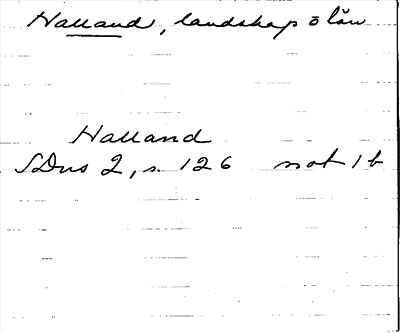 Halland, landskap o län
Halland
SDns 2, s. 126 not 1 b